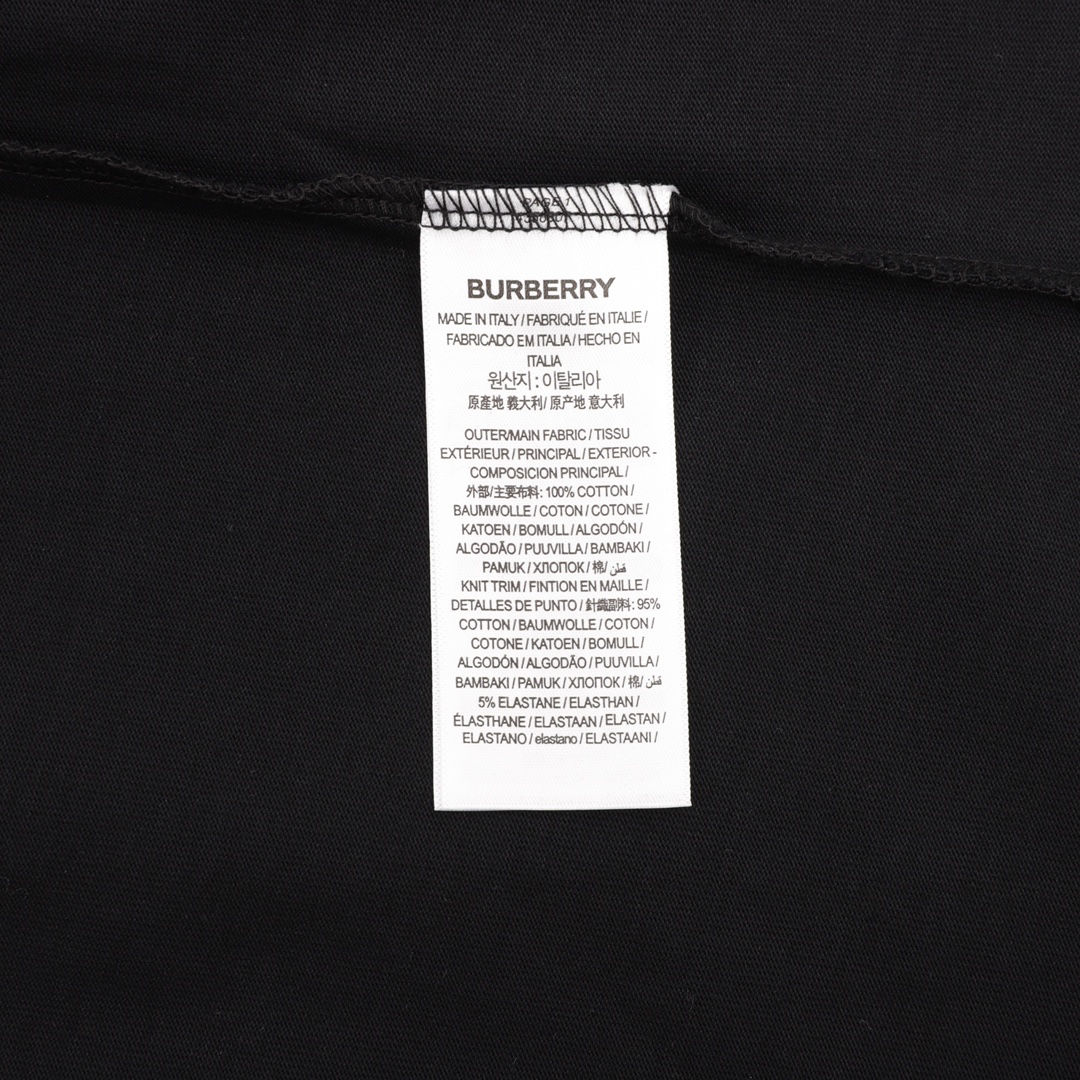 PAGE 1
BURBERRY
MADE IN ITALY / FABRIQUÉ EN ITALIE /
FABRICADO EM ITALIA / HECHO EN
ITALIA
원산지 : 이탈리아
原產地 義大利/ 原产地 意大利
OUTER/MAIN FABRIC / TISSU
EXTÉRIEUR / PRINCIPAL / EXTERIOR -
COMPOSICION PRINCIPAL /
外部/主要布料: 100% COTTON /
BAUMWOLLE / COTON / COTONE /
KATOEN / BOMULL / ALGODÓN /
ALGODÃO / PUUVILLA / BAMBAKI /
PAMUK / ХЛОПОК / 棉/ قطن
KNIT TRIM / FINTION EN MAILLE /
DETALLES DE PUNTO / 針織副料: 95%
COTTON / BAUMWOLLE / COTON /
COTONE / KATOEN / BOMULL /
ALGODÓN / ALGODÃO / PUUVILLA /
BAMBAKI / PAMUK / ХЛОПОК / 棉/ قطن
5% ELASTANE / ELASTHAN /
ÉLASTHANE / ELASTAAN / ELASTAN /
ELASTANO / elastano / ELASTAANI /